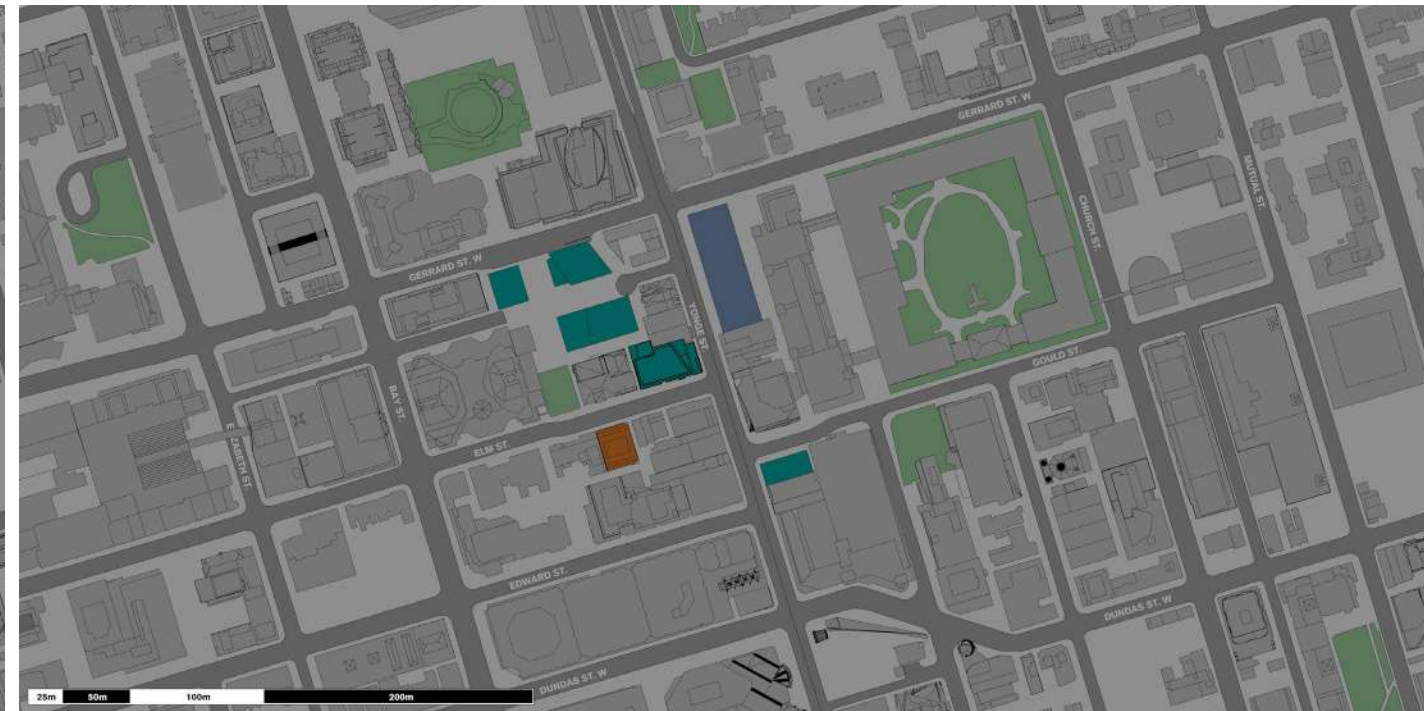 GERRARD ST. W
GERRARD ST. W
MUTUAL ST.
CHURCH ST.
YONGE ST.
GOULD ST.
BAY ST.
ELM ST.
ELIZABETH ST.
EDWARD ST.
DUNDAS ST. W
DUNDAS ST. W
25m 50m 100m 200m